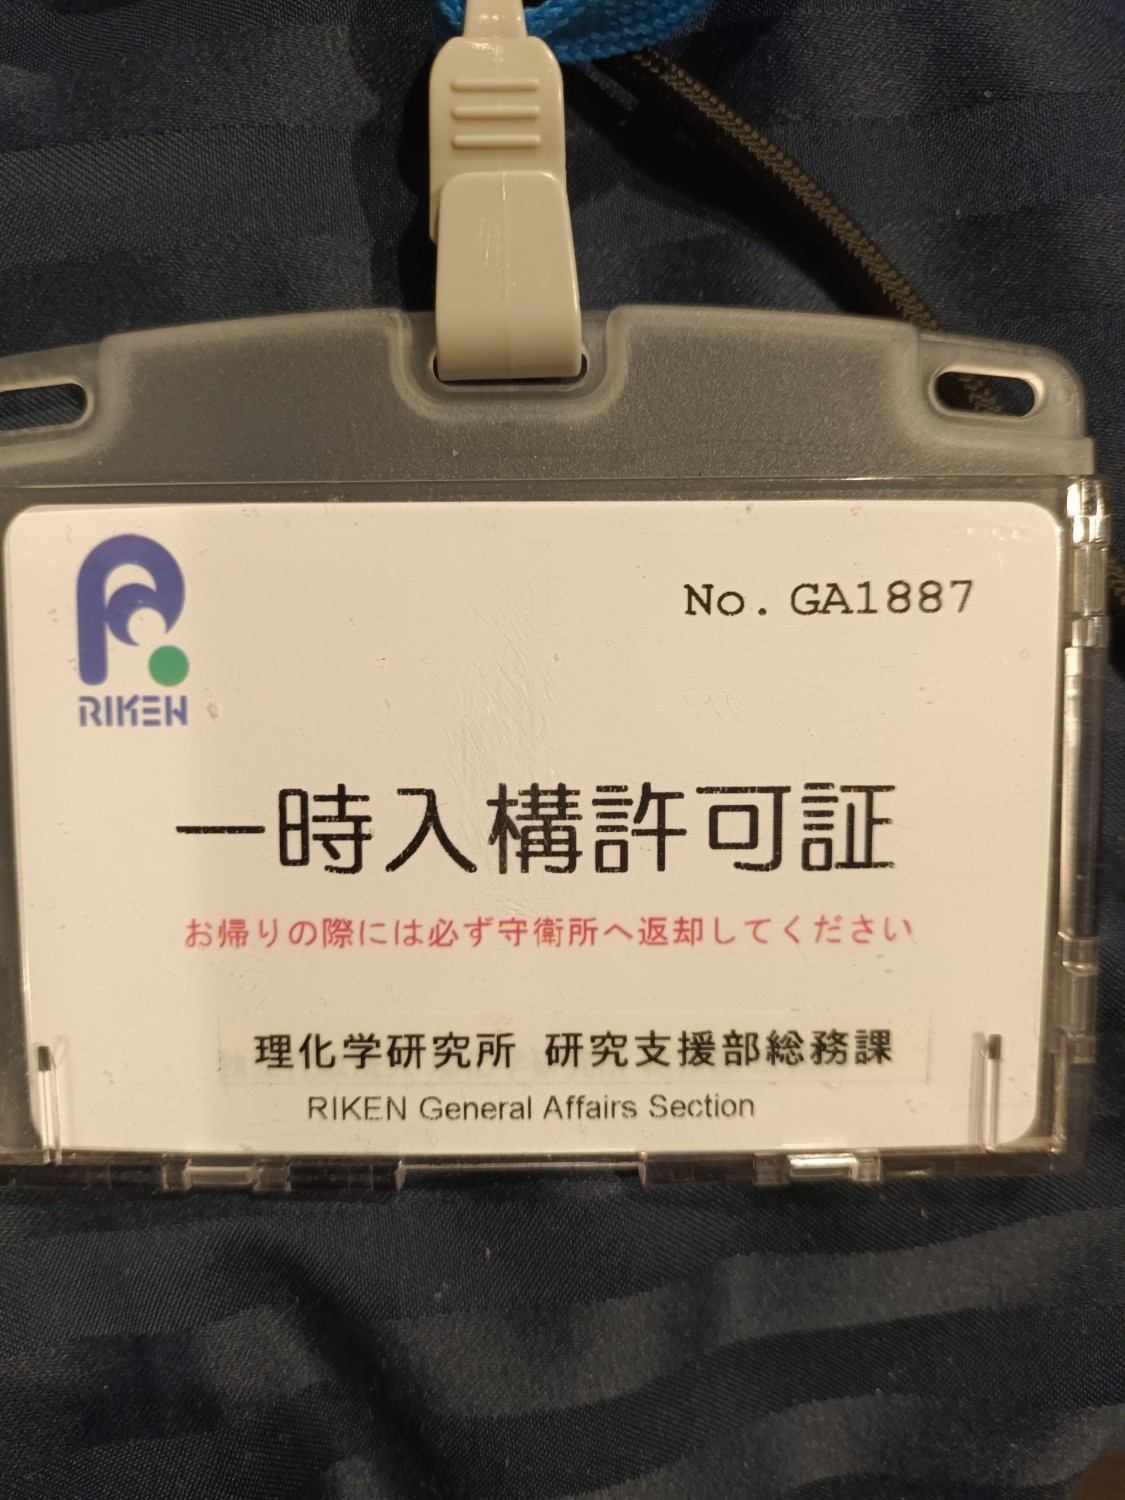 RIKEN
No. GA1887
一時入構許可証
お帰りの際には必ず守衛所へ返却してください
理化学研究所 研究支援部総務課
RIKEN General Affairs Section